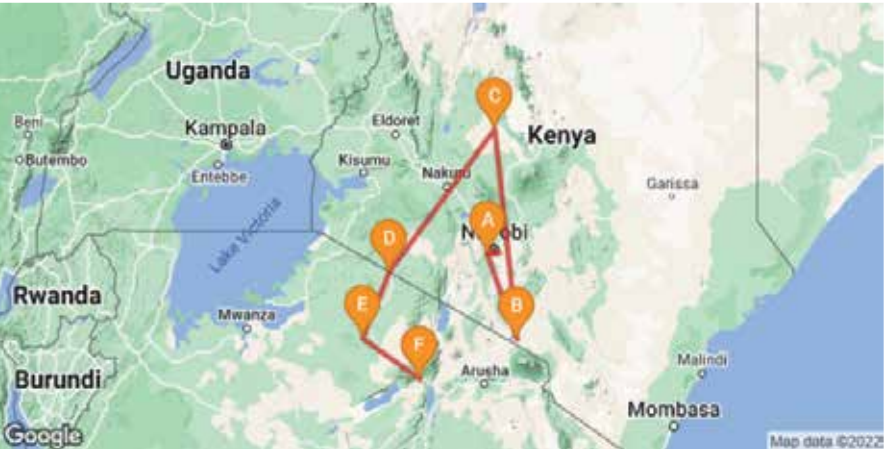 Uganda
C
Beni
Kampala
Eldoret
Kenya
Butembo
Kisumu
Entebbe
Nakuru
Garissa
A
Lake Victoria
D
Rwanda
E
B
Mwanza
F
Burundi
Arusha
Malindi
Mombasa
Google
Map data ©2022